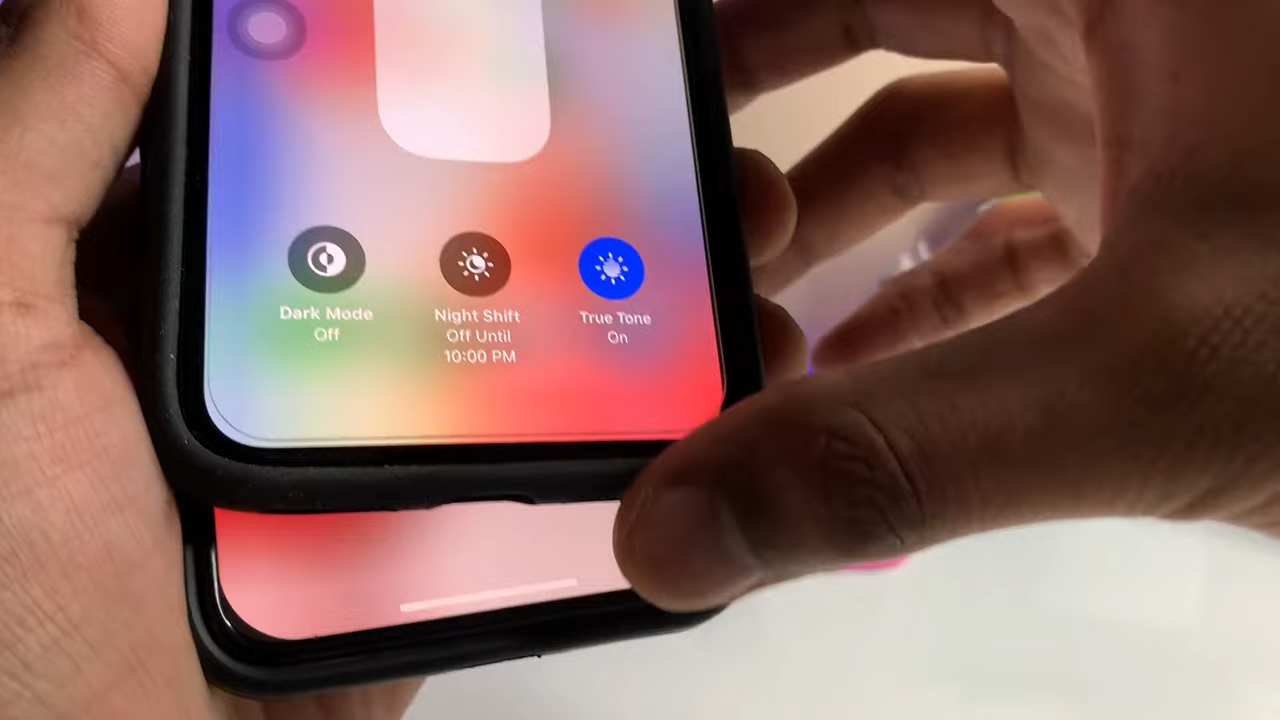 Dark Mode
Off
Night Shift
Off Until
10:00 PM
True Tone
On